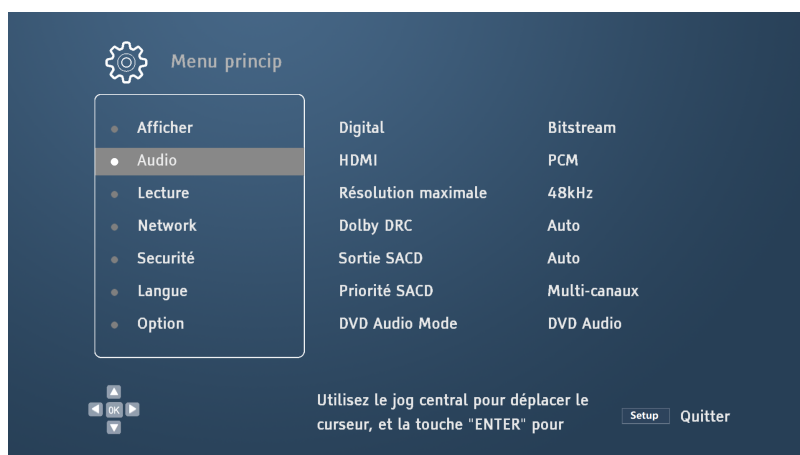 Menu princip
Afficher
Audio
Lecture
Network
Securité
Langue
Option
Digital Bitstream
HDMI PCM
Résolution maximale 48kHz
Dolby DRC Auto
Sortie SACD Auto
Priorité SACD Multi-canaux
DVD Audio Mode DVD Audio
OK
Utilisez le jog central pour déplacer le
curseur, et la touche "ENTER" pour
Setup Quitter